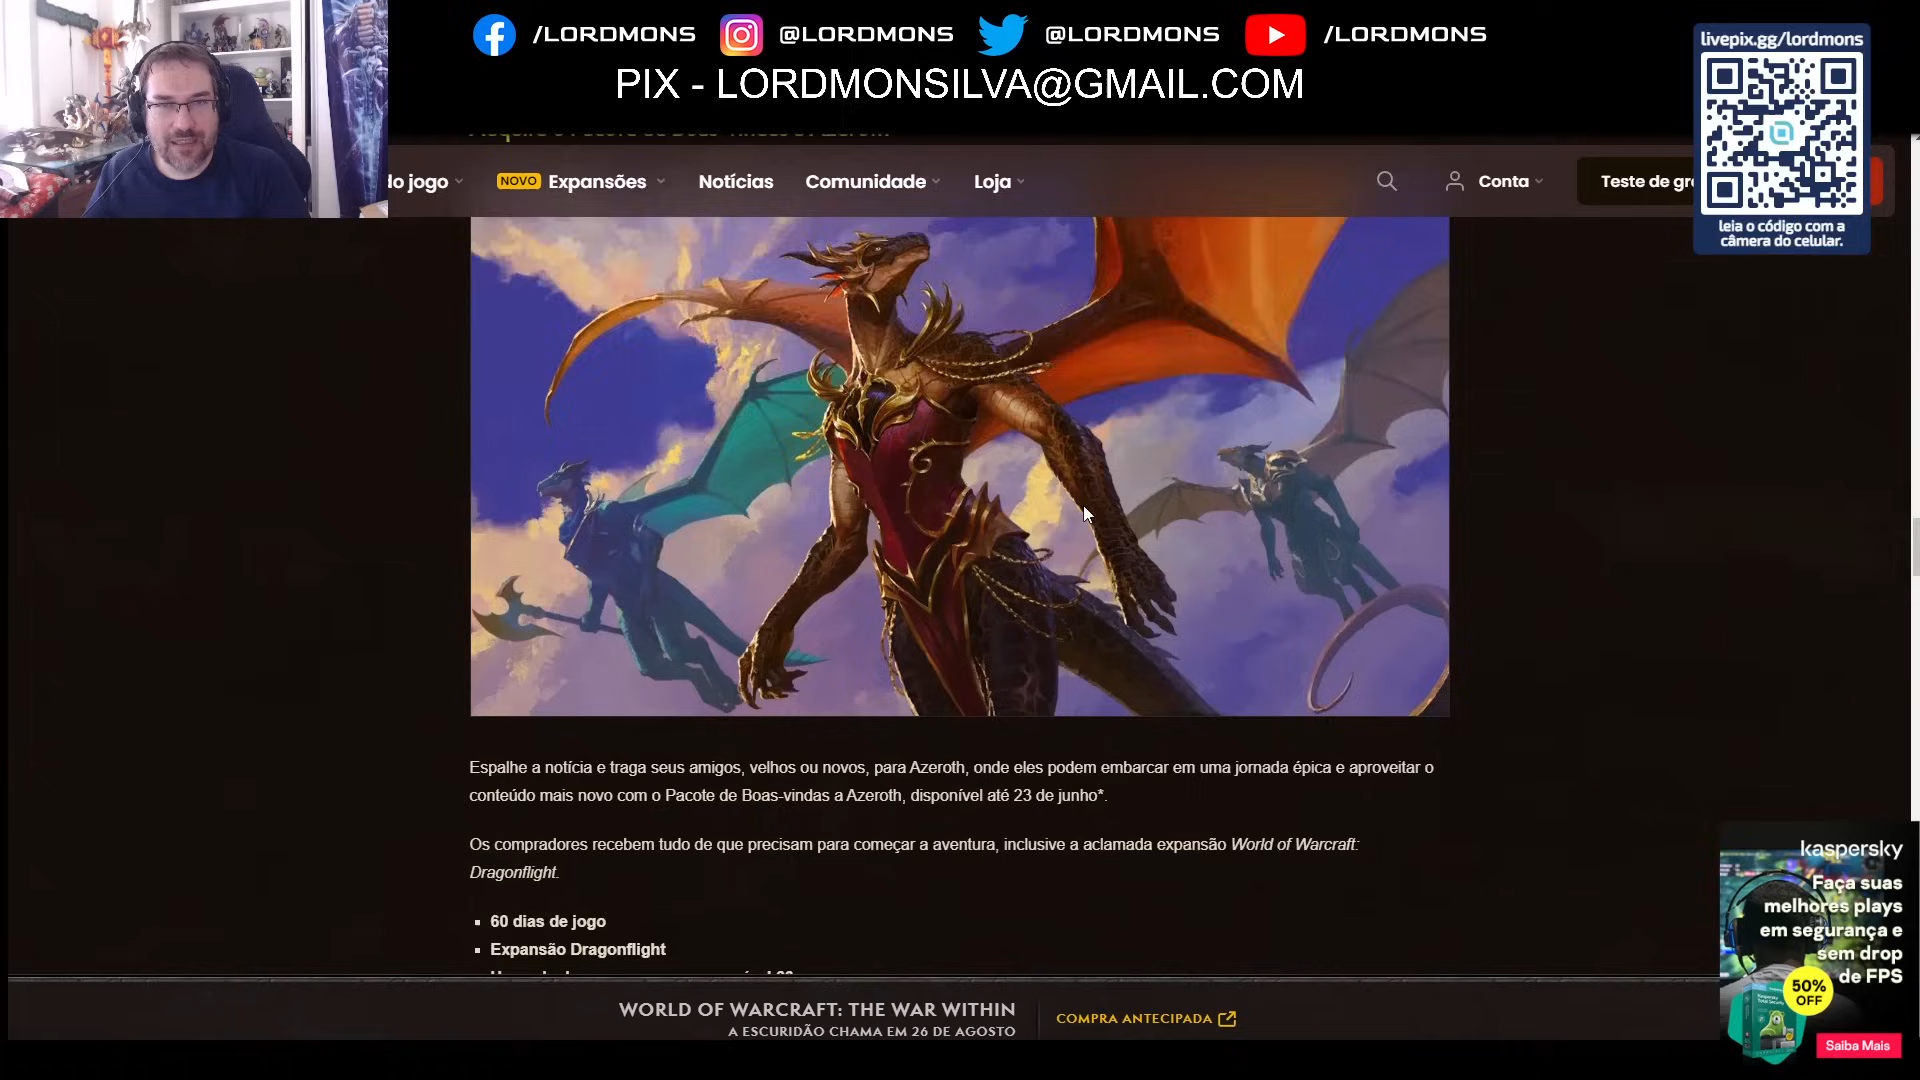 /LORDMONS @LORDMONS @LORDMONS /LORDMONS
PIX - LORDMONSILVA@GMAIL.COM
livepix.gg/lordmons
leia o código com a
câmera do celular.
do jogo NOVO Expansões Notícias Comunidade Loja Conta Teste de
Espalhe a notícia e traga seus amigos, velhos ou novos, para Azeroth, onde eles podem embarcar em uma jornada épica e aproveitar o
conteúdo mais novo com o Pacote de Boas-vindas a Azeroth, disponível até 23 de junho*.
Os compradores recebem tudo de que precisam para começar a aventura, inclusive a aclamada expansão World of Warcraft:
Dragonflight.
▪ 60 dias de jogo
▪ Expansão Dragonflight
WORLD OF WARCRAFT: THE WAR WITHIN
A ESCURIDÃO CHAMA EM 26 DE AGOSTO
COMPRA ANTECIPADA
kaspersky
Faça suas
melhores plays
em segurança e
sem drop
de FPS
50%
OFF
Saiba Mais